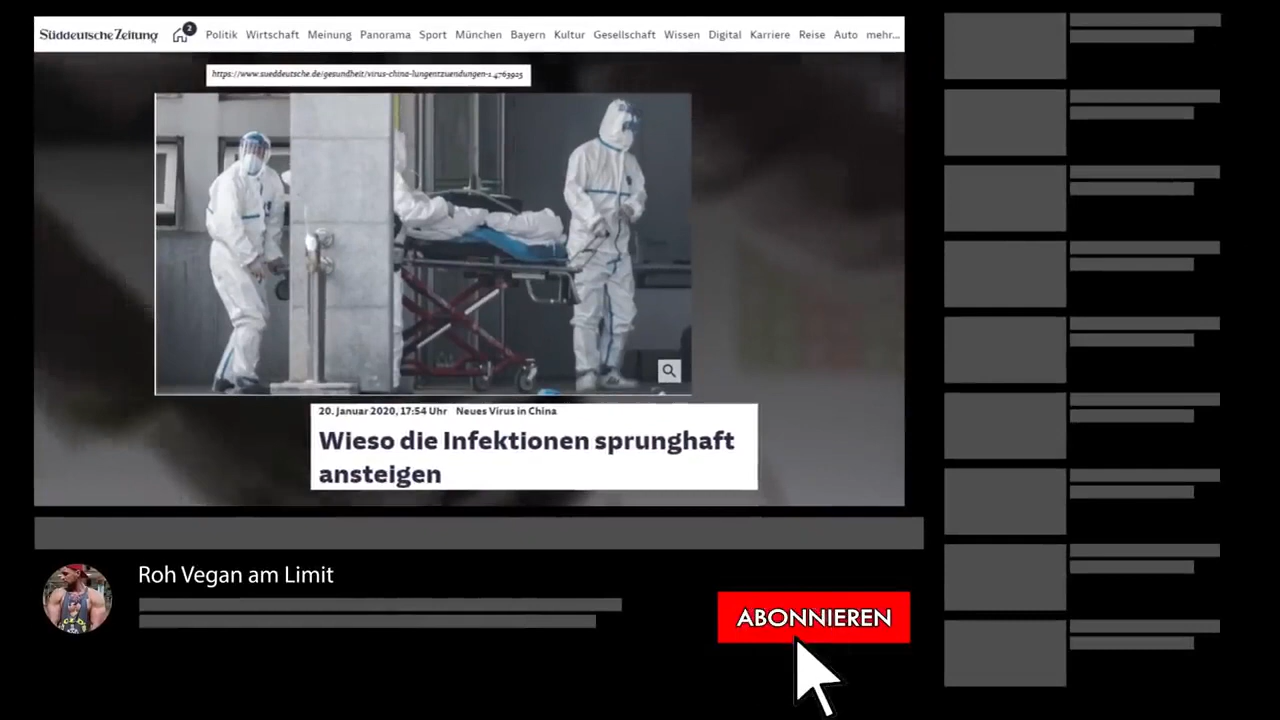 Süddeutsche Zeitung 2 Politik Wirtschaft Meinung Panorama Sport München Bayern Kultur Gesellschaft Wissen Digital Karriere Reise Auto mehr...
https://www.sueddeutsche.de/gesundheit/virus-china-lungentzuendungen-1.4763925
20. Januar 2020, 17:54 Uhr Neues Virus in China
Wieso die Infektionen sprunghaft
ansteigen
Roh Vegan am Limit
ABONNIEREN